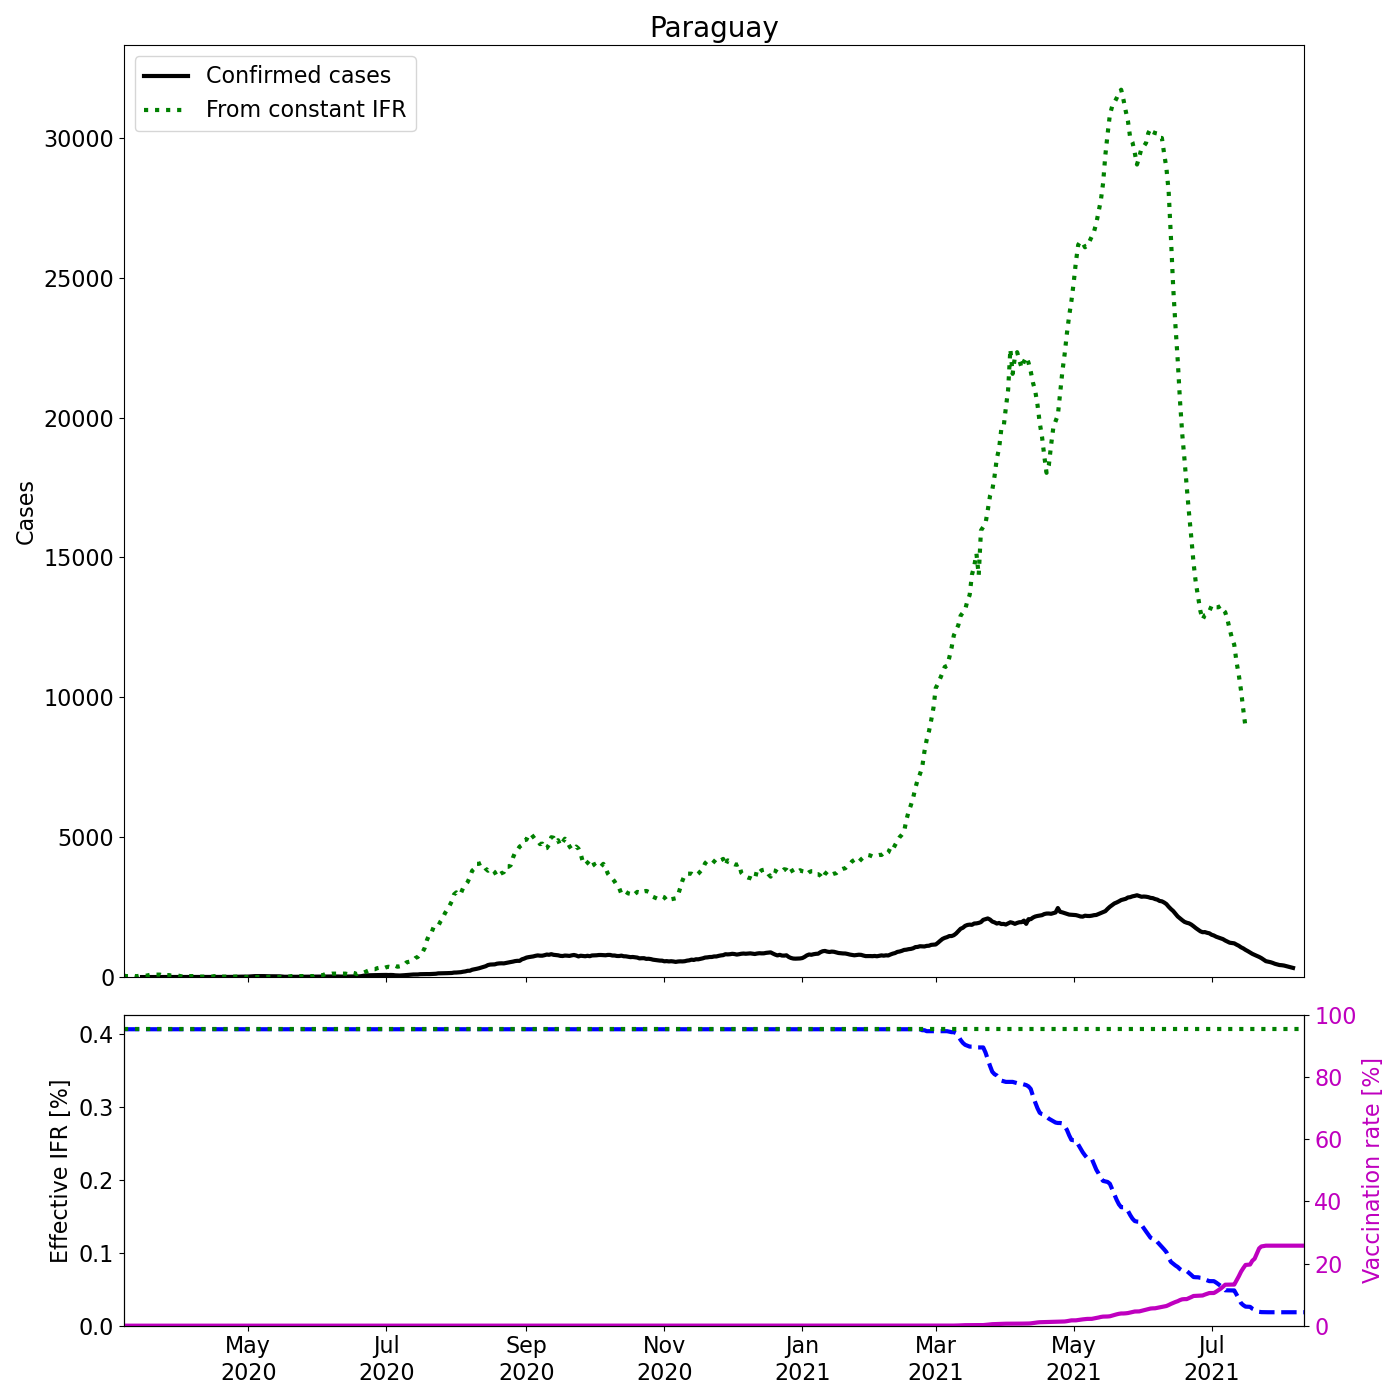 Paraguay
Confirmed cases
From constant IFR
30000
25000
20000
15000
10000
5000
0
Cases
0.4
0.3
0.2
0.1
0.0
Effective IFR [%]
100
80
60
40
20
0
Vaccination rate [%]
May Jul Sep Nov Jan Mar May Jul
2020 2020 2020 2020 2021 2021 2021 2021